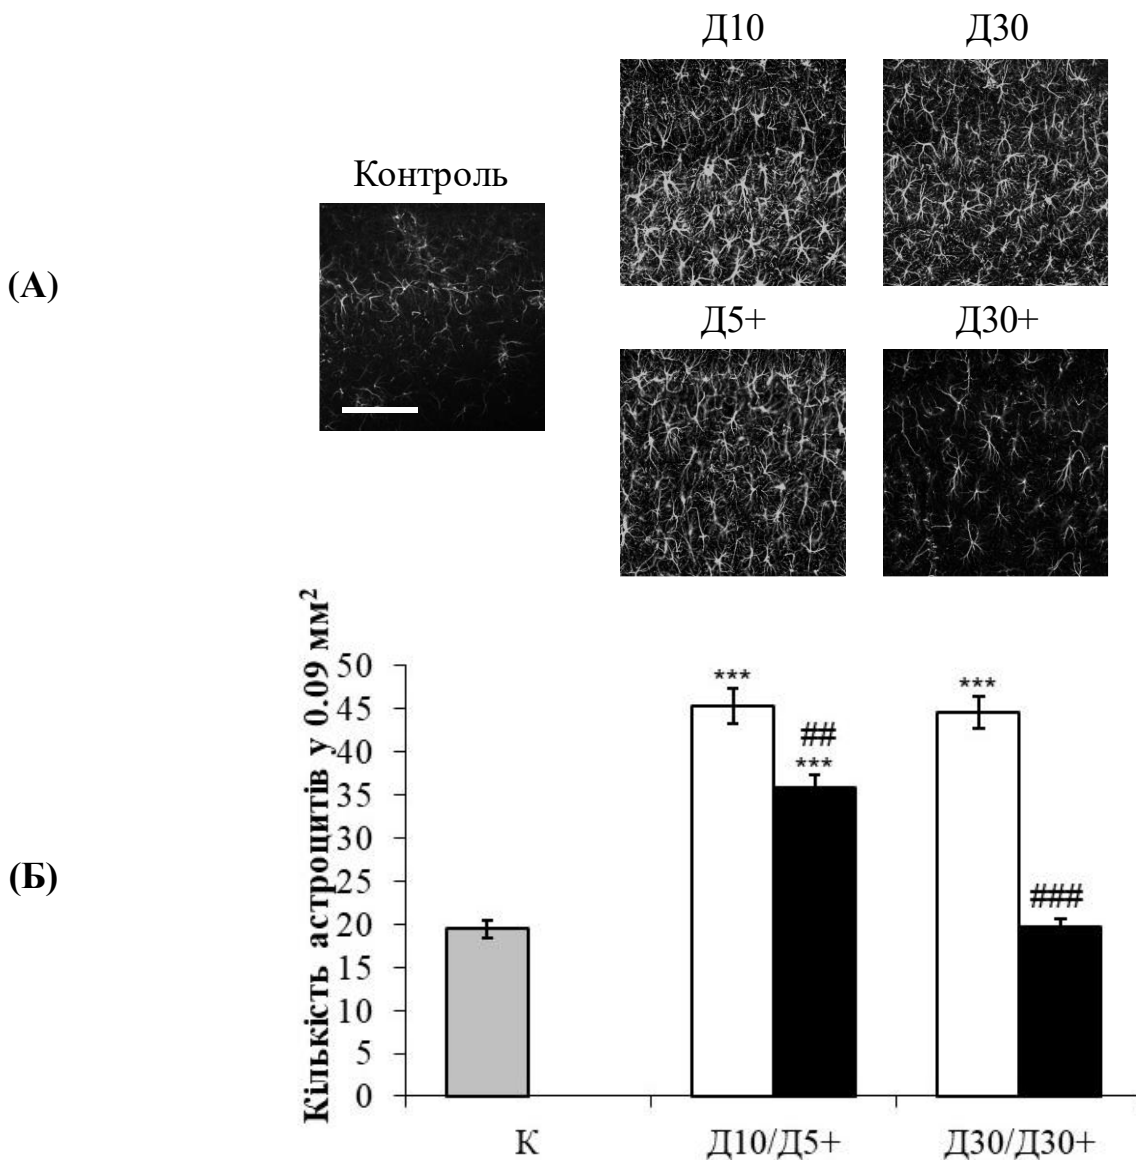 Д10 Д30
Контроль
(А)
Д5+ Д30+
Кількість астроцитів у 0.09 мм²
50
45
40
35
30
25
20
15
10
5
0
***
##
***
***
###
(Б)
К Д10/Д5+ Д30/Д30+